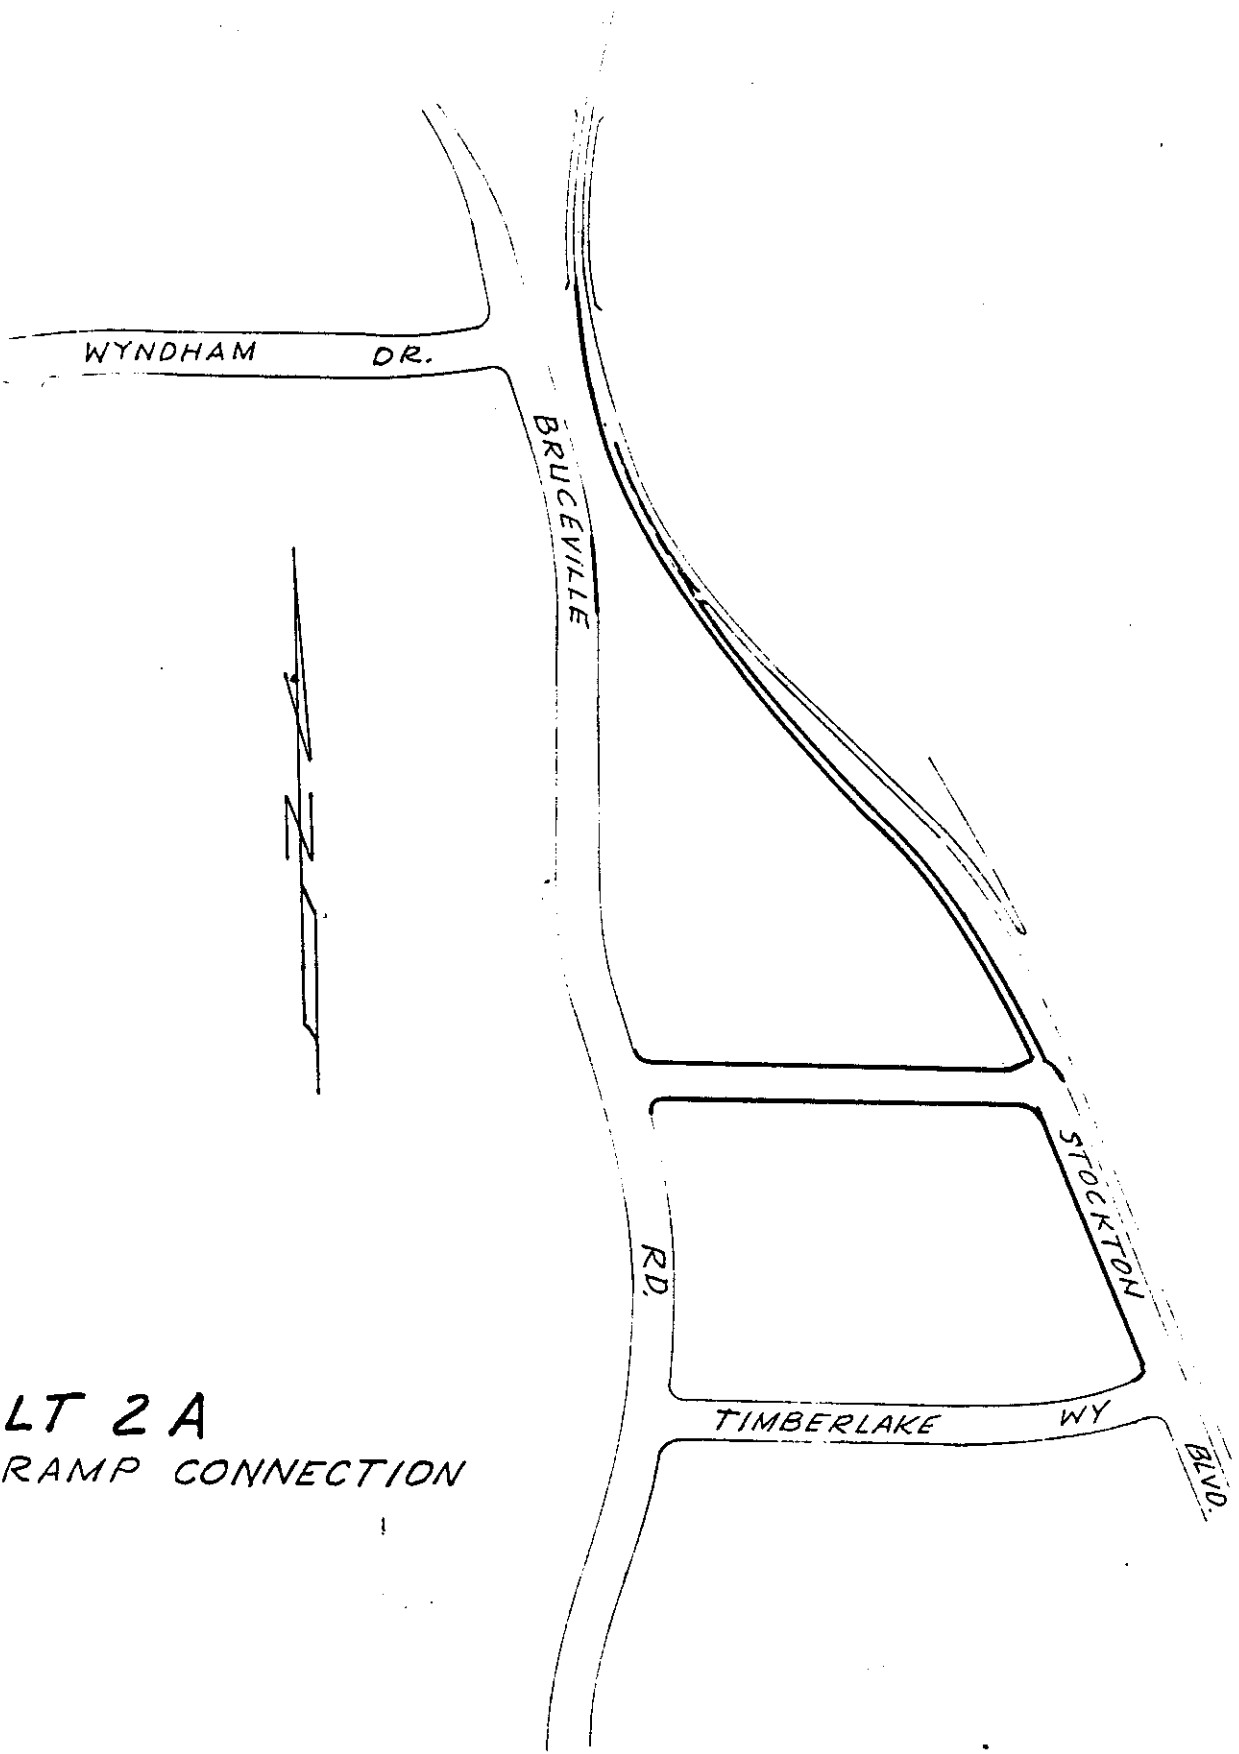 WYNDHAM DR.
BRUCEVILLE
RD.
N
STOCKTON
BLVD.
TIMBERLAKE WY
LT 2 A
RAMP CONNECTION